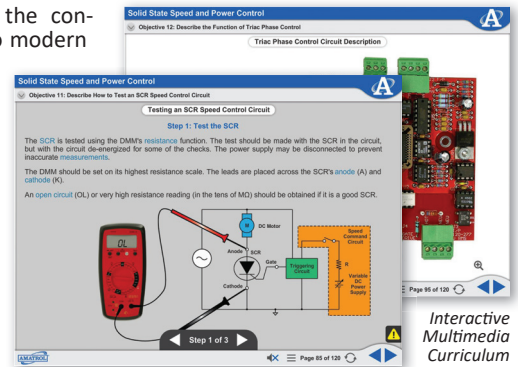 the con-
o modern
Solid State Speed and Power Control
Objective 12: Describe the Function of Triac Phase Control
A
Triac Phase Control Circuit Description
Page 95 of 120
Solid State Speed and Power Control
Objective 11: Describe How to Test an SCR Speed Control Circuit
A
Testing an SCR Speed Control Circuit
Step 1: Test the SCR
The SCR is tested using the DMM's resistance function. The test should be made with the SCR in the circuit,
but with the circuit de-energized for some of the checks. The power supply may be disconnected to prevent
inaccurate measurements.
The DMM should be set on its highest resistance scale. The leads are placed across the SCR's anode (A) and
cathode (K).
An open circuit (OL) or very high resistance reading (in the tens of MΩ) should be obtained if it is a good SCR.
OL
M
DC Motor
Anode
SCR
Gate
Cathode
Triggering
Circuit
Speed
Command
Circuit
R
Variable
DC
Power
Supply
Step 1 of 3
AMATROL
Page 85 of 120
Interactive
Multimedia
Curriculum